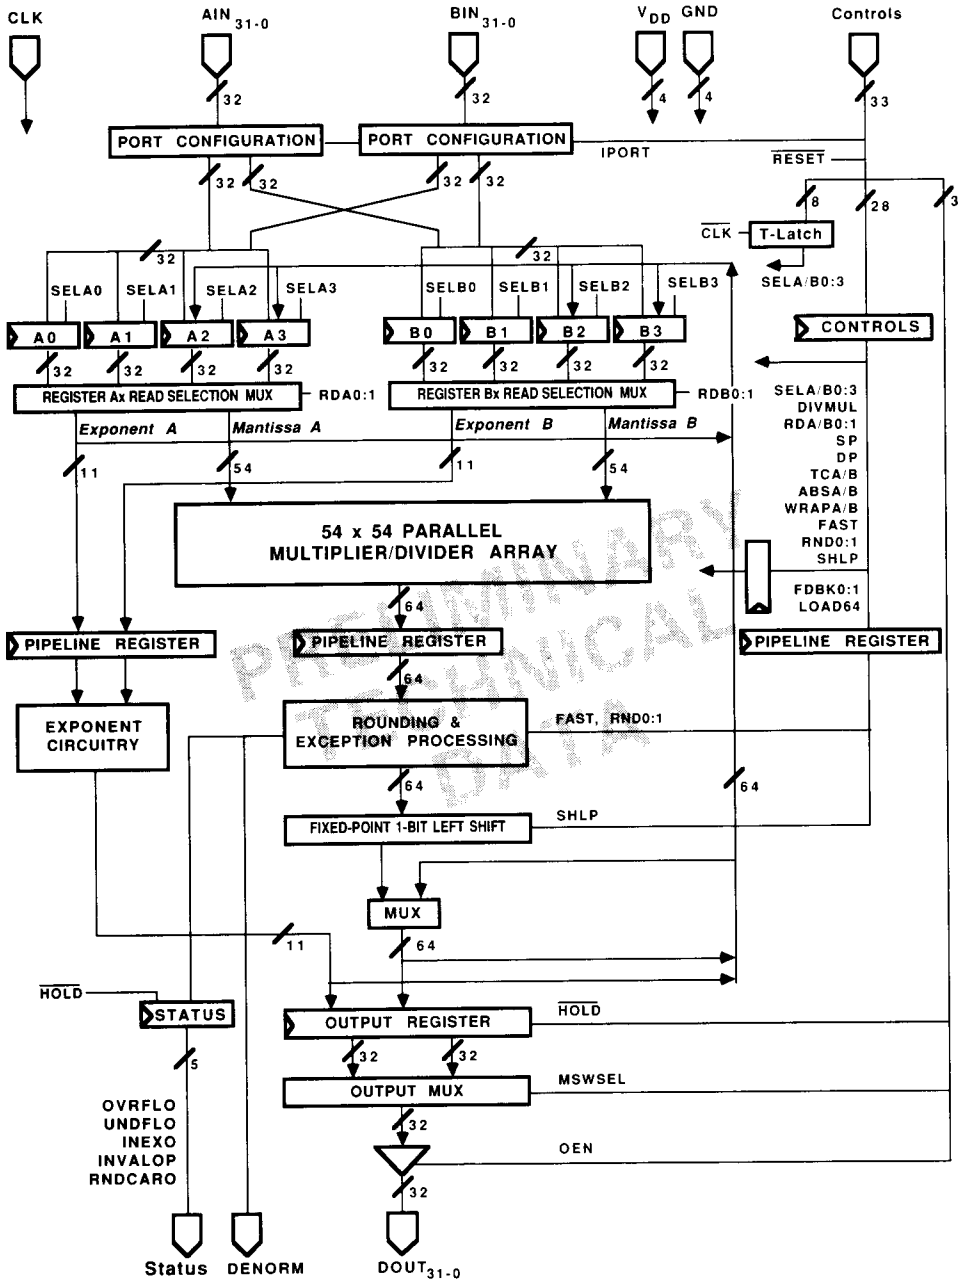 CLK
AIN31-0
BIN31-0
VDD GND
Controls
32
32
4
4
33
PORT CONFIGURATION
PORT CONFIGURATION
IPORT
RESET
32
32
32
32
8
28
3
CLK
T-Latch
SELA/B0:3
32
32
SELA0
SELA1
SELA2
SELA3
SELB0
SELB1
SELB2
SELB3
A0
A1
A2
A3
B0
B1
B2
B3
CONTROLS
32
32
32
32
32
32
32
32
REGISTER Ax READ SELECTION MUX
RDA0:1
REGISTER Bx READ SELECTION MUX
RDB0:1
Exponent A
Mantissa A
Exponent B
Mantissa B
11
54
11
54
SELA/B0:3
DIVMUL
RDA/B0:1
SP
DP
TCA/B
ABSA/B
WRAPA/B
FAST
RND0:1
SHLP
FDBK0:1
LOAD64
54 x 54 PARALLEL
MULTIPLIER/DIVIDER ARRAY
64
PIPELINE REGISTER
PIPELINE REGISTER
PIPELINE REGISTER
64
EXPONENT
CIRCUITRY
ROUNDING &
EXCEPTION PROCESSING
FAST, RND0:1
PRELIMINARY
TECHNICAL
DATA
64
64
FIXED-POINT 1-BIT LEFT SHIFT
SHLP
MUX
11
64
HOLD
STATUS
OUTPUT REGISTER
HOLD
5
32
32
OUTPUT MUX
MSWSEL
OVRFLO
UNDFLO
INEXO
INVALOP
RNDCARO
32
OEN
32
Status
DENORM
DOUT31-0